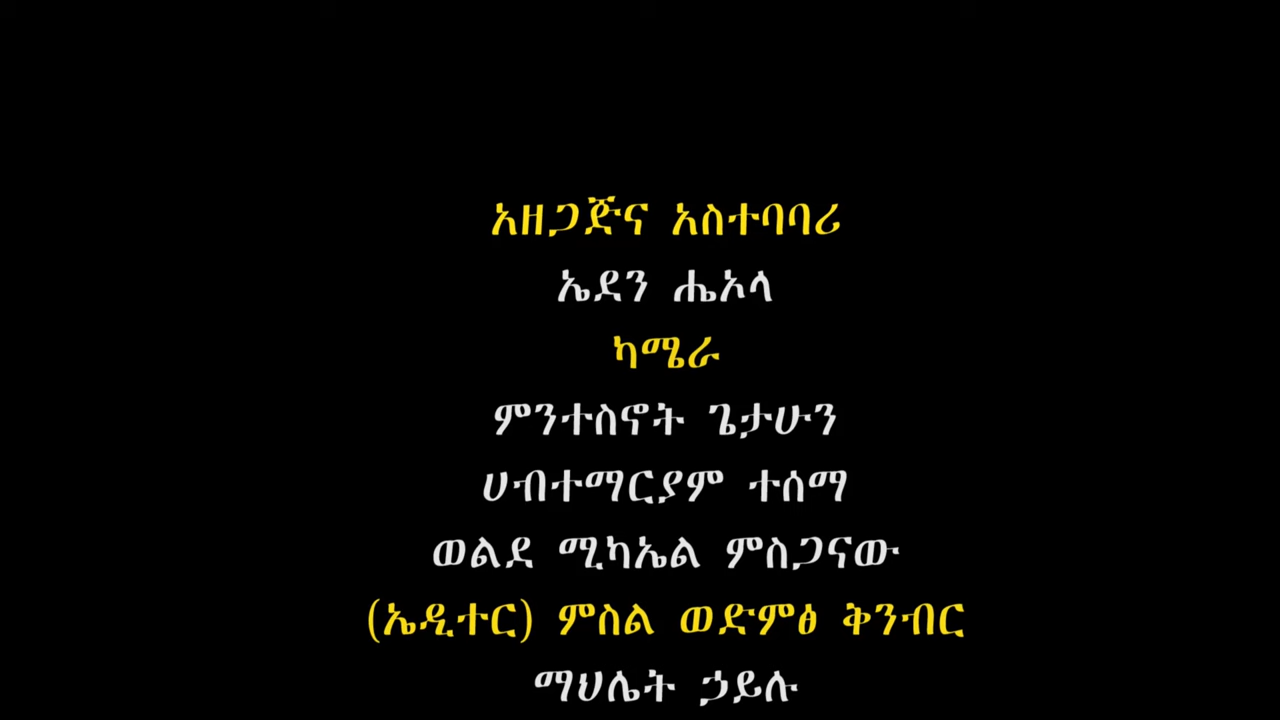 አዘጋጅና አስተባባሪ
ኤደን ሔኦላ
ካሜራ
ምንተስኖት ጌታሁን
ሀብተማርያም ተሰማ
ወልደ ሚካኤል ምስጋናው
(ኤዲተር) ምስል ወድምፅ ቅንብር
ማህሌት ኃይሉ